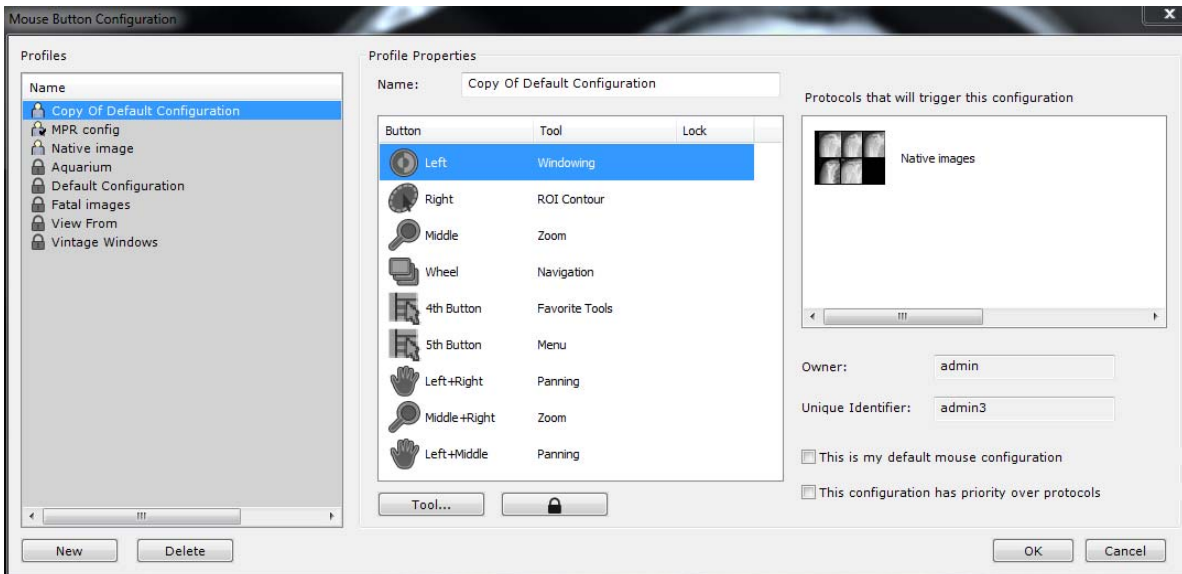 Mouse Button Configuration
x
Profiles
Name
Copy Of Default Configuration
MPR config
Native image
Aquarium
Default Configuration
Fatal images
View From
Vintage Windows
New Delete
Profile Properties
Name: Copy Of Default Configuration
Button Tool Lock
Left Windowing
Right ROI Contour
Middle Zoom
Wheel Navigation
4th Button Favorite Tools
5th Button Menu
Left+Right Panning
Middle+Right Zoom
Left+Middle Panning
Tool...
Protocols that will trigger this configuration
Native images
Owner: admin
Unique Identifier: admin3
This is my default mouse configuration
This configuration has priority over protocols
OK Cancel